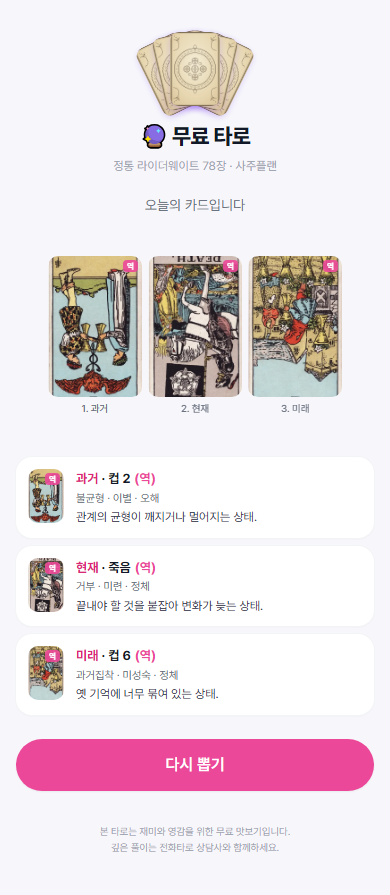 무료 타로
정통 라이더웨이트 78장 · 사주플랜
오늘의 카드입니다
역
역
역
DEATH.
1. 과거
2. 현재
3. 미래
역
과거 · 컵 2 (역)
불균형 · 이별 · 오해
관계의 균형이 깨지거나 멀어지는 상태.
역
현재 · 죽음 (역)
거부 · 미련 · 정체
끝내야 할 것을 붙잡아 변화가 늦는 상태.
역
미래 · 컵 6 (역)
과거집착 · 미성숙 · 정체
옛 기억에 너무 묶여 있는 상태.
다시 뽑기
본 타로는 재미와 영감을 위한 무료 맛보기입니다.
깊은 풀이는 전화타로 상담사와 함께하세요.